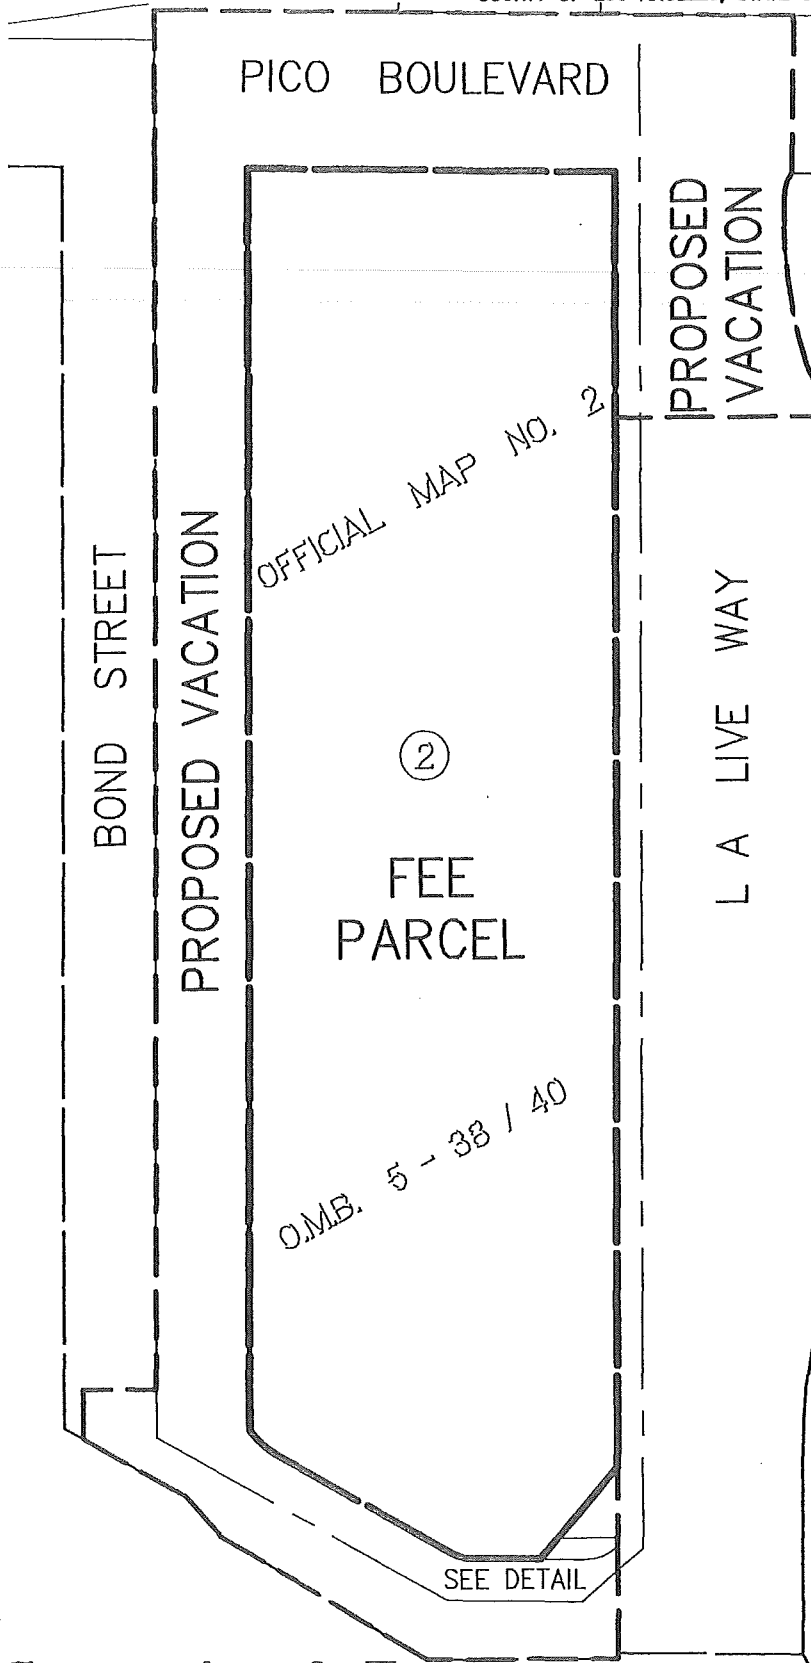 PICO BOULEVARD
PROPOSED
VACATION
OFFICIAL MAP NO. 2
BOND STREET
PROPOSED VACATION
L A LIVE WAY
2
FEE
PARCEL
O.M.B. 5 - 38 / 40
SEE DETAIL